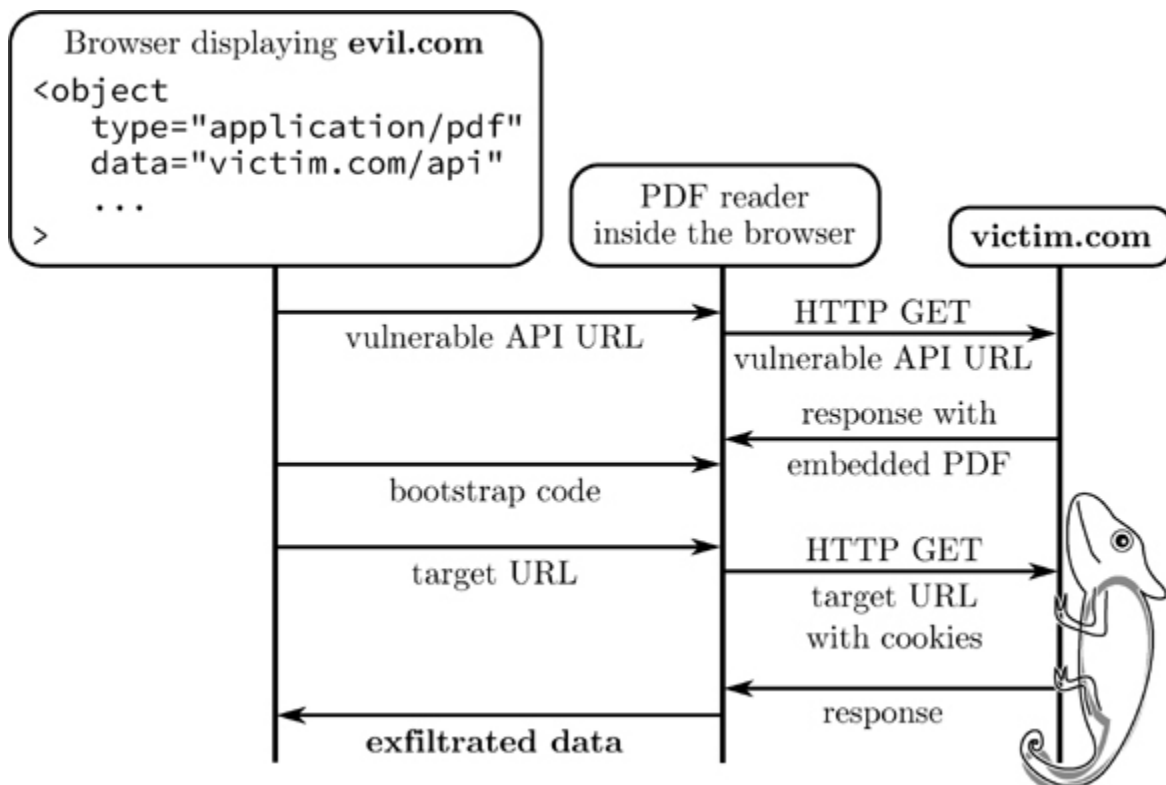 Browser displaying evil.com
<object
type="application/pdf"
data="victim.com/api"
...
>
PDF reader
inside the browser
victim.com
vulnerable API URL
HTTP GET
vulnerable API URL
response with
embedded PDF
bootstrap code
target URL
HTTP GET
target URL
with cookies
response
exfiltrated data